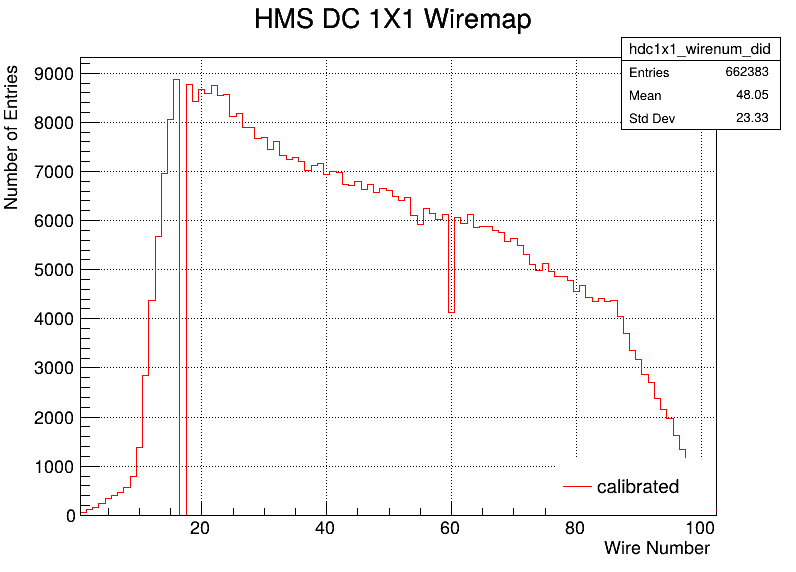 HMS DC 1X1 Wiremap
hdc1x1_wirenum_did
Entries 662383
Mean 48.05
Std Dev 23.33
Number of Entries
9000
8000
7000
6000
5000
4000
3000
2000
1000
0
calibrated
20 40 60 80 100
Wire Number